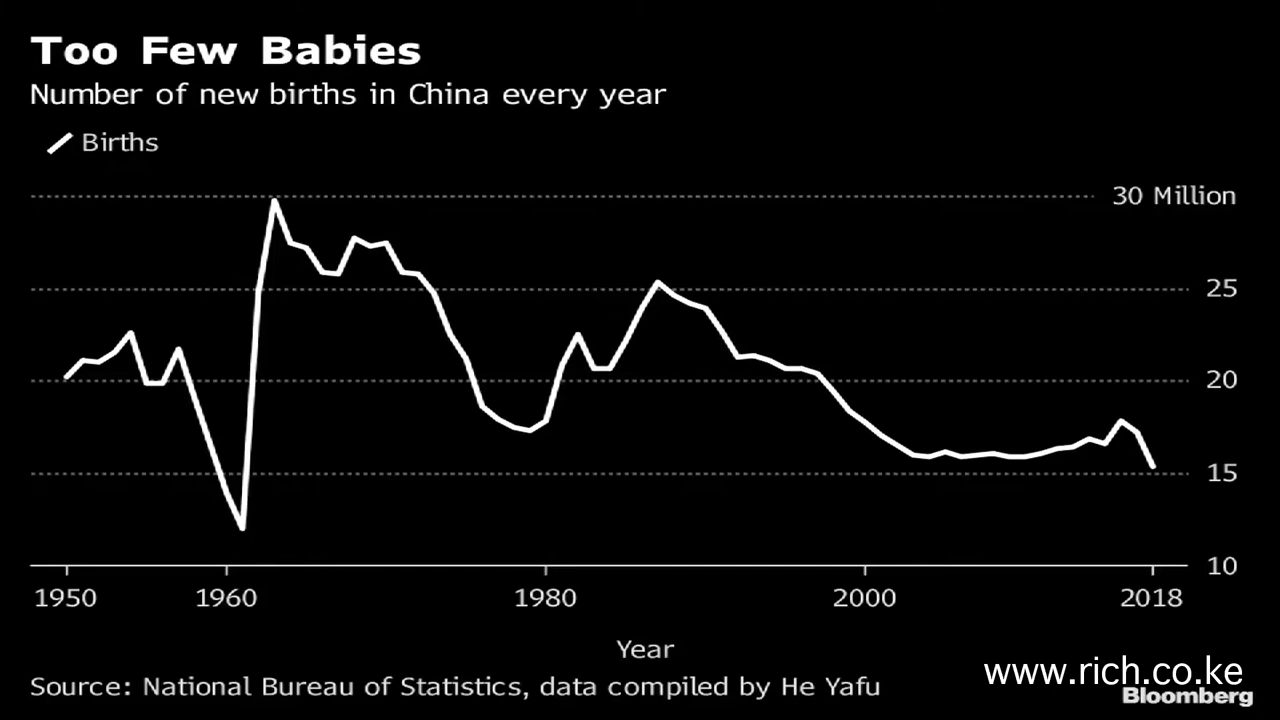 Too Few Babies
Number of new births in China every year
Births
30 Million
25
20
15
10
1950 1960 1980 2000 2018
Year
Source: National Bureau of Statistics, data compiled by He Yafu
www.rich.co.ke
Bloomberg